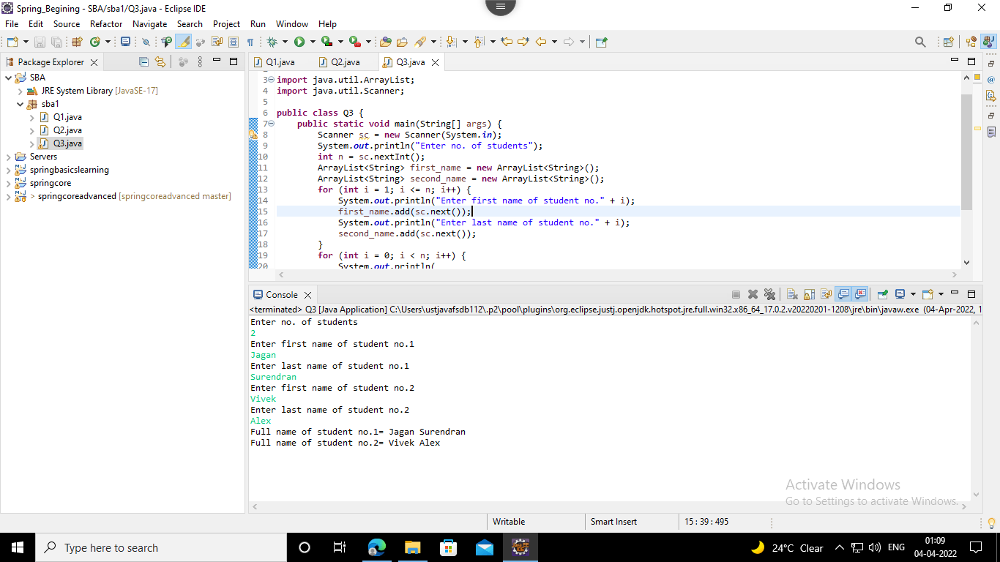 Spring_Begining - SBA/sba1/Q3.java - Eclipse IDE
File Edit Source Refactor Navigate Search Project Run Window Help
Package Explorer
SBA
JRE System Library [JavaSE-17]
sba1
Q1.java
Q2.java
Q3.java
Servers
springbasicslearning
springcore
> springcoreadvanced [springcoreadvanced master]
Q1.java Q2.java Q3.java
3 import java.util.ArrayList;
4 import java.util.Scanner;
5
6 public class Q3 {
7 public static void main(String[] args) {
8 Scanner sc = new Scanner(System.in);
9 System.out.println("Enter no. of students");
10 int n = sc.nextInt();
11 ArrayList<String> first_name = new ArrayList<String>();
12 ArrayList<String> second_name = new ArrayList<String>();
13 for (int i = 1; i <= n; i++) {
14 System.out.println("Enter first name of student no." + i);
15 first_name.add(sc.next());
16 System.out.println("Enter last name of student no." + i);
17 second_name.add(sc.next());
18 }
19 for (int i = 0; i < n; i++) {
20 System.out.println(
Console
<terminated> Q3 [Java Application] C:\Users\ustjavafsdb112\.p2\pool\plugins\org.eclipse.justj.openjdk.hotspot.jre.full.win32.x86_64_17.0.2.v20220201-1208\jre\bin\javaw.exe (04-Apr-2022, 1
Enter no. of students
2
Enter first name of student no.1
Jagan
Enter last name of student no.1
Surendran
Enter first name of student no.2
Vivek
Enter last name of student no.2
Alex
Full name of student no.1= Jagan Surendran
Full name of student no.2= Vivek Alex
Activate Windows
Go to Settings to activate Windows.
Writable Smart Insert 15 : 39 : 495
Type here to search
24°C Clear
ENG
01:09
04-04-2022